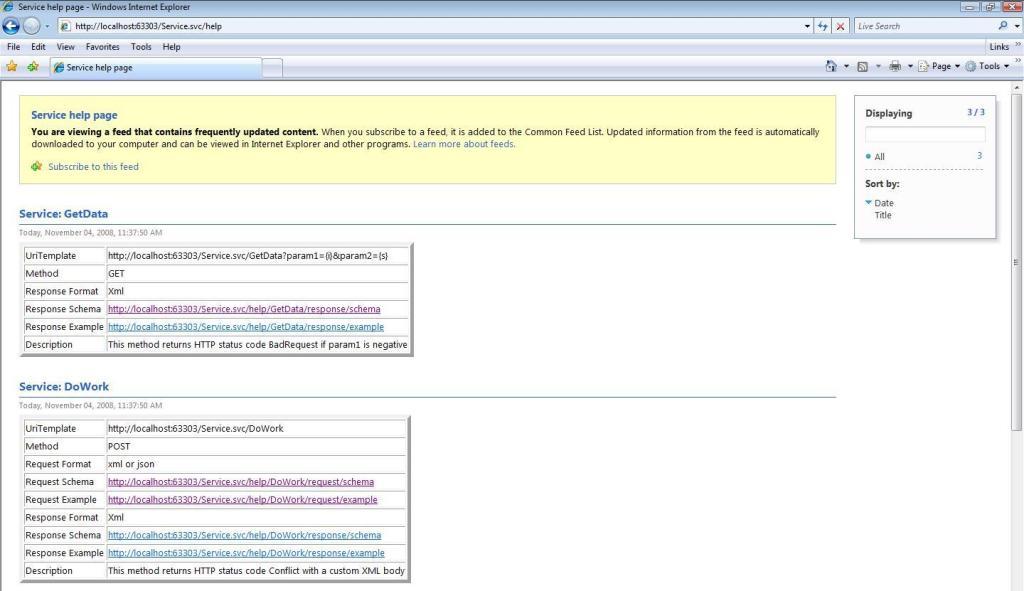 Service help page - Windows Internet Explorer
http://localhost:63303/Service.svc/help
Live Search
File Edit View Favorites Tools Help
Links »
Service help page
Page Tools »
Service help page
You are viewing a feed that contains frequently updated content. When you subscribe to a feed, it is added to the Common Feed List. Updated information from the feed is automatically
downloaded to your computer and can be viewed in Internet Explorer and other programs. Learn more about feeds.
Subscribe to this feed
Displaying 3 / 3
All 3
Sort by:
Date
Title
Service: GetData
Today, November 04, 2008, 11:37:50 AM
UriTemplate http://localhost:63303/Service.svc/GetData?param1={i}&param2={s}
Method GET
Response Format Xml
Response Schema http://localhost:63303/Service.svc/help/GetData/response/schema
Response Example http://localhost:63303/Service.svc/help/GetData/response/example
Description This method returns HTTP status code BadRequest if param1 is negative
Service: DoWork
Today, November 04, 2008, 11:37:50 AM
UriTemplate http://localhost:63303/Service.svc/DoWork
Method POST
Request Format xml or json
Request Schema http://localhost:63303/Service.svc/help/DoWork/request/schema
Request Example http://localhost:63303/Service.svc/help/DoWork/request/example
Response Format Xml
Response Schema http://localhost:63303/Service.svc/help/DoWork/response/schema
Response Example http://localhost:63303/Service.svc/help/DoWork/response/example
Description This method returns HTTP status code Conflict with a custom XML body